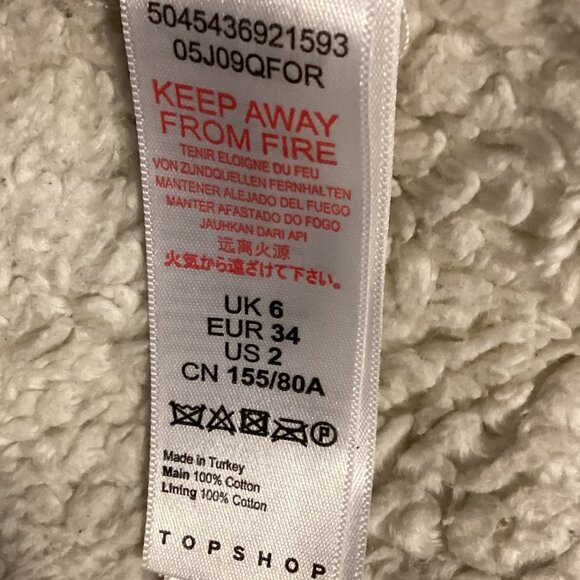 5045436921593
05J09QFOR
KEEP AWAY
FROM FIRE
TENIR ELOIGNE DU FEU
VON ZUNDQUELLEN FERNHALTEN
MANTENER ALEJADO DEL FUEGO
MANTER AFASTADO DO FOGO
JAUHKAN DARI API
远离火源
火気から遠ざけて下さい。
UK 6
EUR 34
US 2
CN 155/80A
P
Made in Turkey
Main 100% Cotton
Lining 100% Cotton
TOPSHOP